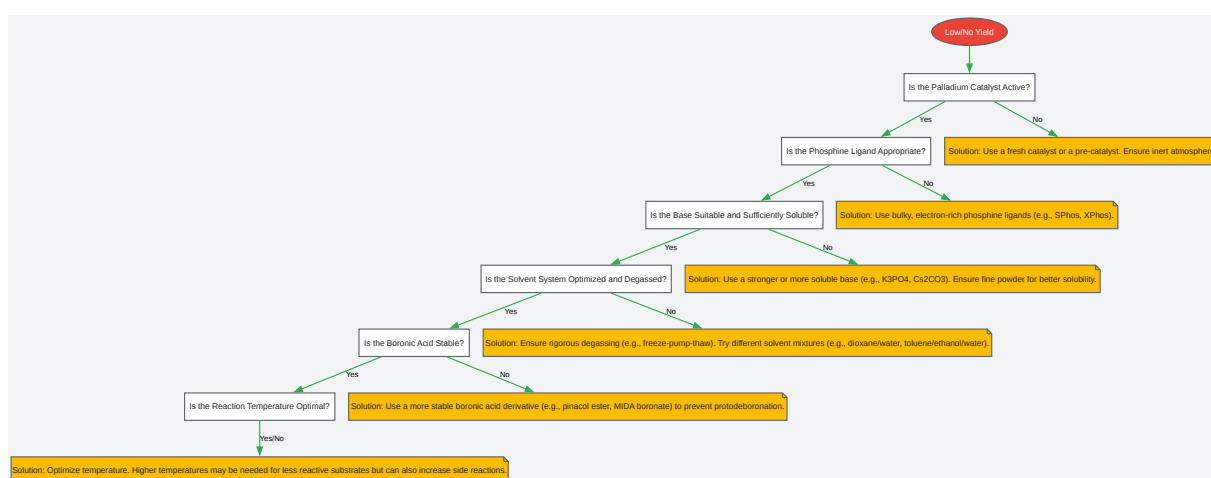 Low/No Yield
Is the Palladium Catalyst Active?
Yes
No
Is the Phosphine Ligand Appropriate?
Solution: Use a fresh catalyst or a pre-catalyst. Ensure inert atmosphere
Yes
No
Is the Base Suitable and Sufficiently Soluble?
Solution: Use bulky, electron-rich phosphine ligands (e.g., SPhos, XPhos).
Yes
No
Is the Solvent System Optimized and Degassed?
Solution: Use a stronger or more soluble base (e.g., K3PO4, Cs2CO3). Ensure fine powder for better solubility.
Yes
No
Is the Boronic Acid Stable?
Solution: Ensure rigorous degassing (e.g., freeze-pump-thaw). Try different solvent mixtures (e.g., dioxane/water, toluene/ethanol/water).
Yes
No
Is the Reaction Temperature Optimal?
Solution: Use a more stable boronic acid derivative (e.g., pinacol ester, MIDA boronate) to prevent protodeboronation.
Yes/No
Solution: Optimize temperature. Higher temperatures may be needed for less reactive substrates but can also increase side reactions.